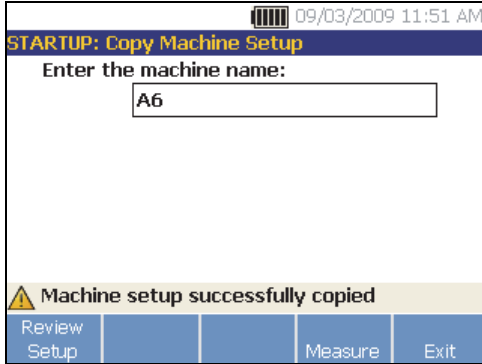 09/03/2009 11:51 AM
STARTUP: Copy Machine Setup
Enter the machine name:
A6
Machine setup successfully copied
Review
Setup
Measure
Exit